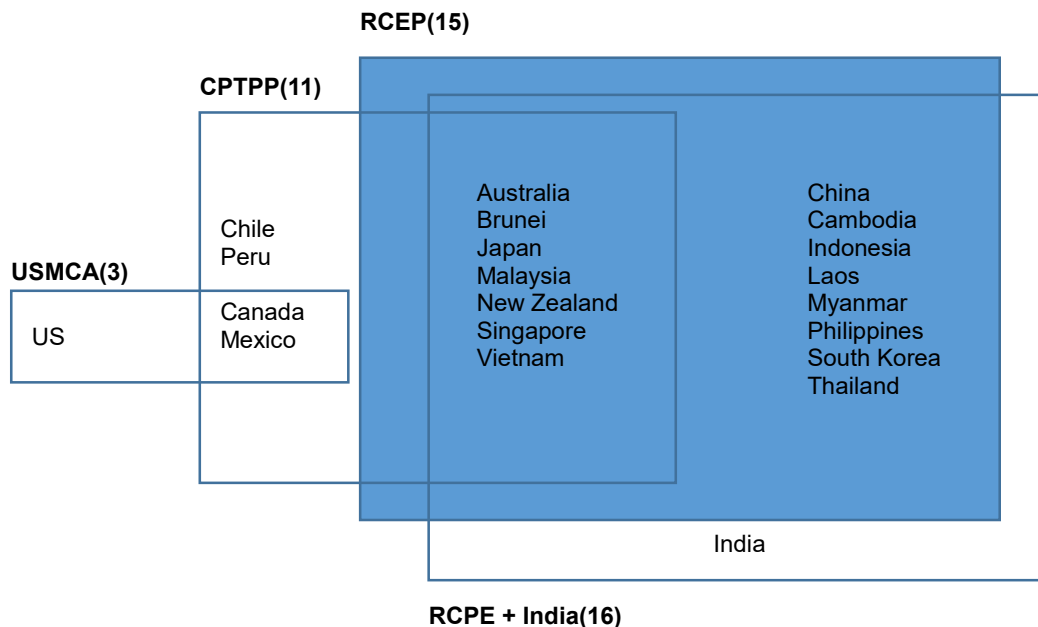 RCEP(15)
CPTPP(11)
Chile
Peru
USMCA(3)
US
Canada
Mexico
Australia
Brunei
Japan
Malaysia
New Zealand
Singapore
Vietnam
China
Cambodia
Indonesia
Laos
Myanmar
Philippines
South Korea
Thailand
India
RCPE + India(16)